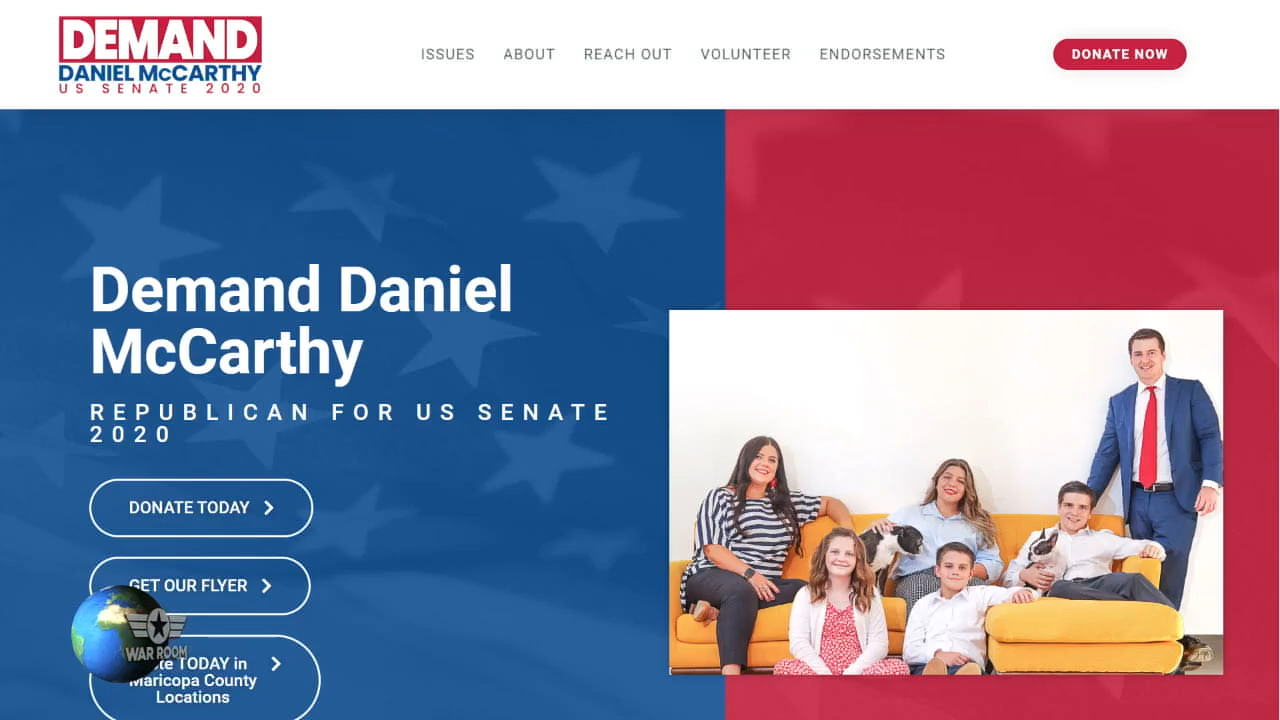 DEMAND
DANIEL McCARTHY
US SENATE 2020
ISSUES
ABOUT
REACH OUT
VOLUNTEER
ENDORSEMENTS
DONATE NOW
Demand Daniel
McCarthy
REPUBLICAN FOR US SENATE
2020
DONATE TODAY
GET OUR FLYER
TODAY in
Maricopa County
Locations
WAR ROOM